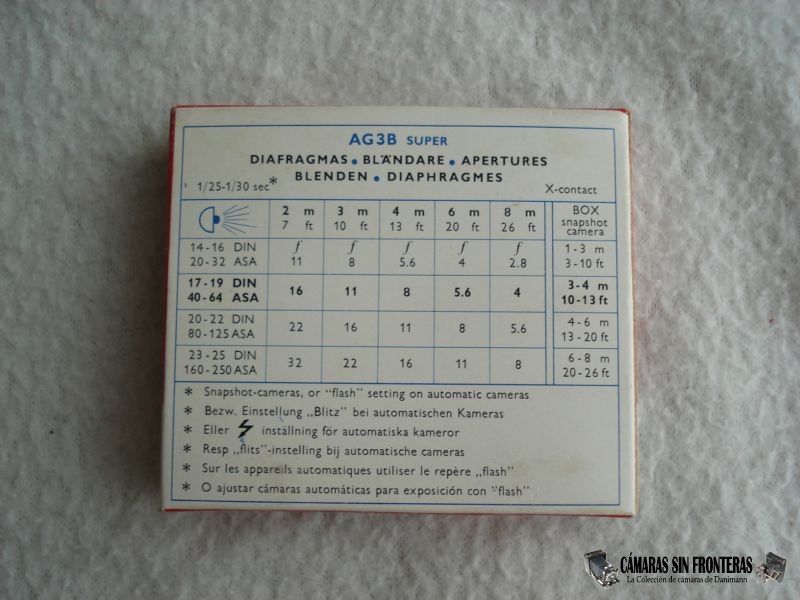 AG3B SUPER
DIAFRAGMAS • BLÄNDARE • APERTURES
BLENDEN • DIAPHRAGMES
1/25-1/30 sec* X-contact
2 m 3 m 4 m 6 m 8 m BOX
7 ft 10 ft 13 ft 20 ft 26 ft snapshot
camera
14-16 DIN f f f f f 1-3 m
20-32 ASA 11 8 5.6 4 2.8 3-10 ft
17-19 DIN 3-4 m
40-64 ASA 16 11 8 5.6 4 10-13 ft
20-22 DIN 4-6 m
80-125 ASA 22 16 11 8 5.6 13-20 ft
23-25 DIN 6-8 m
160-250 ASA 32 22 16 11 8 20-26 ft
* Snapshot-cameras, or "flash" setting on automatic cameras
* Bezw. Einstellung „Blitz" bei automatischen Kameras
* Eller inställning för automatiska kameror
* Resp „flits"-instelling bij automatische cameras
* Sur les appareils automatiques utiliser le repère „flash"
* O ajustar cámaras automáticas para exposición con "flash"
CÁMARAS SIN FRONTERAS
La Colección de cámaras de Danimann